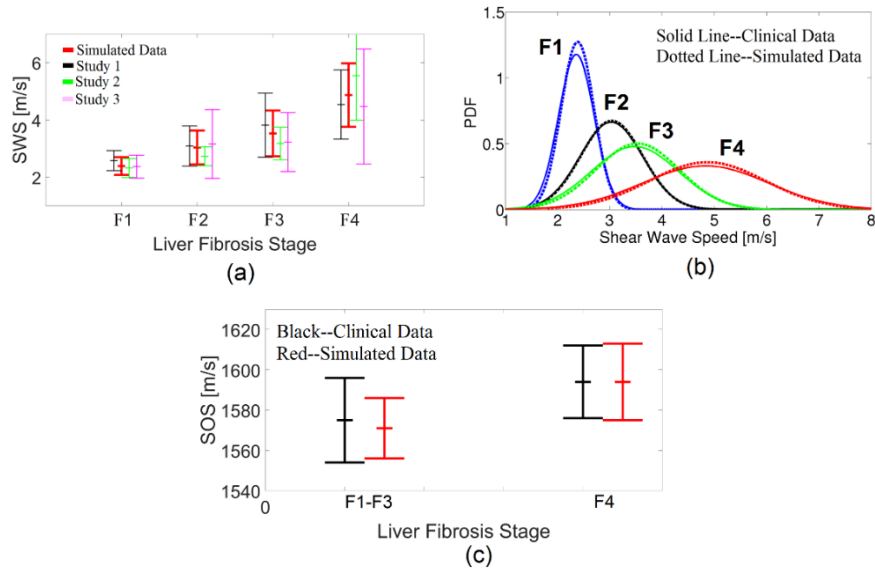 SWS [m/s]
6
4
2
Simulated Data
Study 1
Study 2
Study 3
F1 F2 F3 F4
Liver Fibrosis Stage
(a)
PDF
1.5
1
0.5
0
Solid Line--Clinical Data
Dotted Line--Simulated Data
F1
F2
F3
F4
1 2 3 4 5 6 7 8
Shear Wave Speed [m/s]
(b)
SOS [m/s]
1620
1600
1580
1560
1540
Black--Clinical Data
Red--Simulated Data
0 F1-F3 F4
Liver Fibrosis Stage
(c)